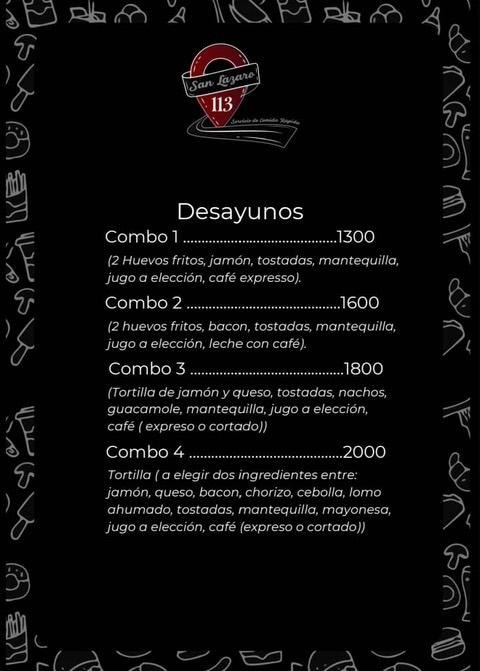 San Lazaro
113
Servicio de Comida Rápida
Desayunos
Combo 1 ..........................................1300
(2 Huevos fritos, jamón, tostadas, mantequilla,
jugo a elección, café expresso).
Combo 2 ..........................................1600
(2 huevos fritos, bacon, tostadas, mantequilla,
jugo a elección, leche con café).
Combo 3 ..........................................1800
(Tortilla de jamón y queso, tostadas, nachos,
guacamole, mantequilla, jugo a elección,
café ( expreso o cortado))
Combo 4 ..........................................2000
Tortilla ( a elegir dos ingredientes entre:
jamón, queso, bacon, chorizo, cebolla, lomo
ahumado, tostadas, mantequilla, mayonesa,
jugo a elección, café (expreso o cortado))